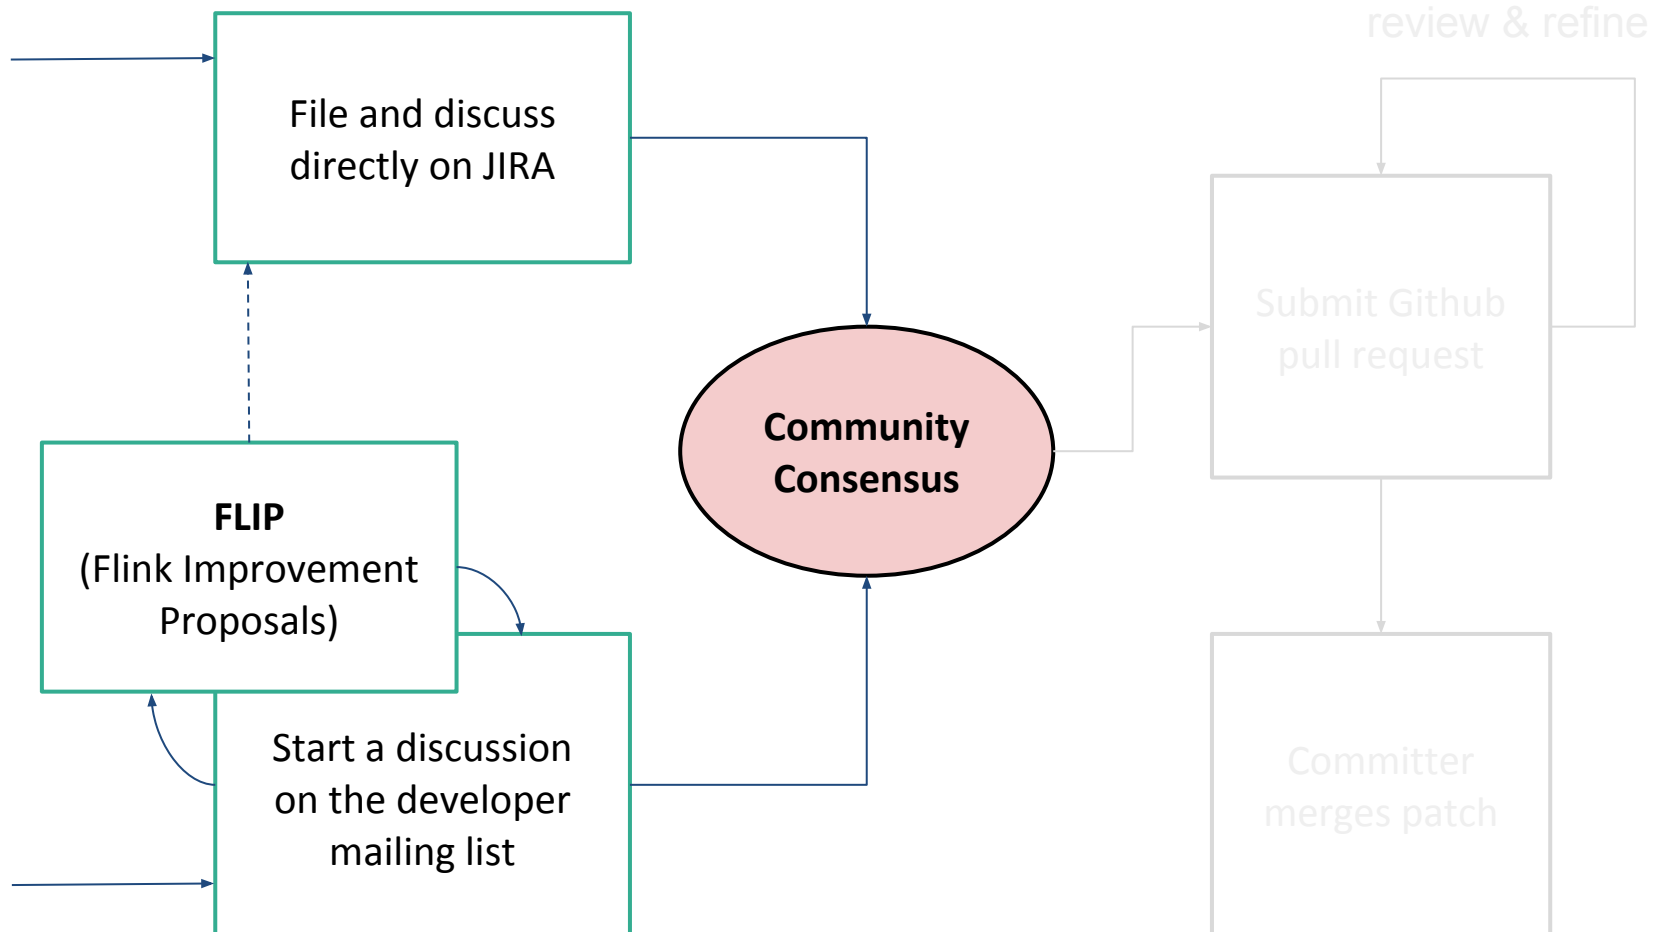 review & refine
File and discuss
directly on JIRA
Submit Github
pull request
Community
Consensus
FLIP
(Flink Improvement
Proposals)
Start a discussion
on the developer
mailing list
Committer
merges patch